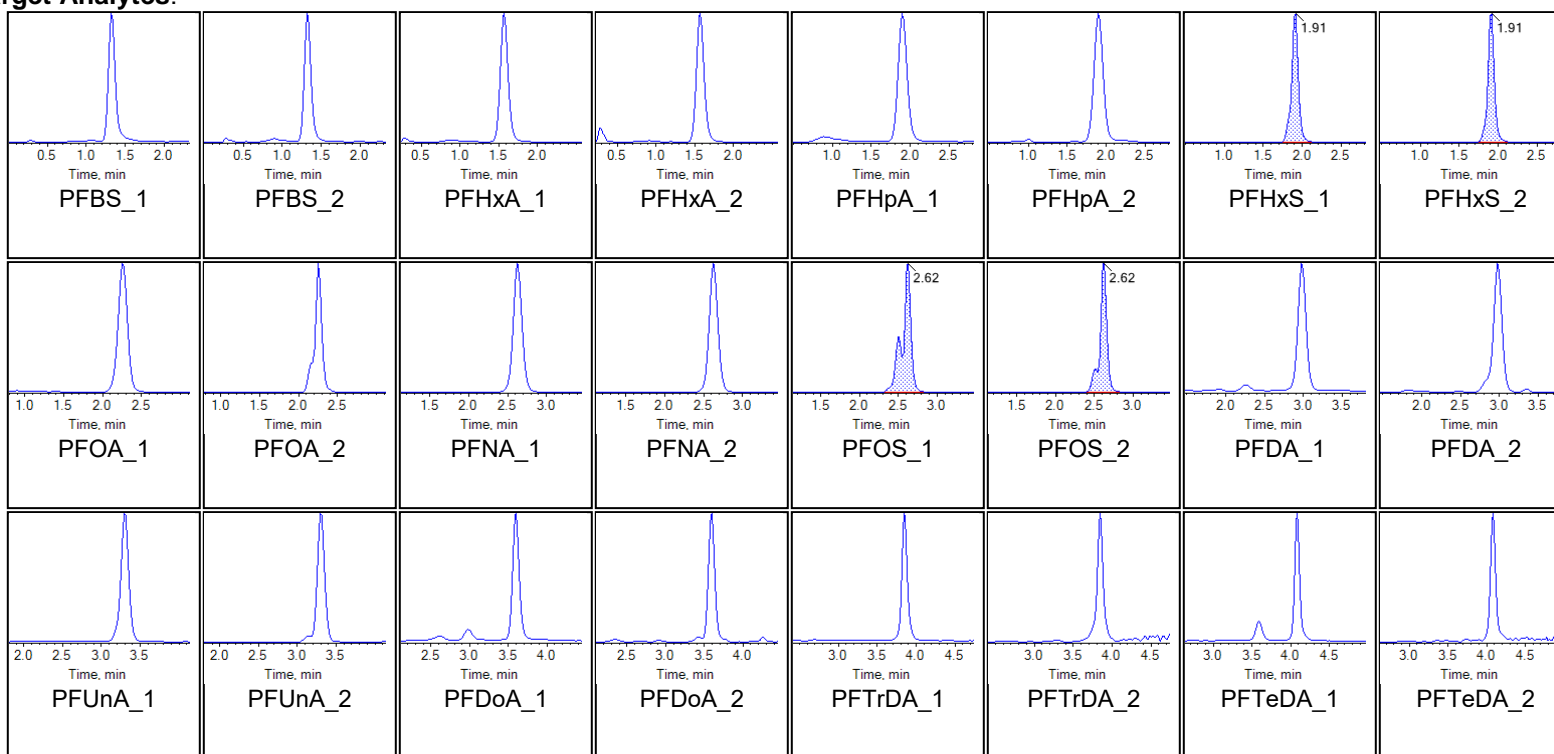 arget Analytes:
1.91 1.91
0.5 1.0 1.5 2.0 0.5 1.0 1.5 2.0 0.5 1.0 1.5 2.0 0.5 1.0 1.5 2.0 1.0 1.5 2.0 2.5 1.0 1.5 2.0 2.5 1.0 1.5 2.0 2.5 1.0 1.5 2.0 2.5
Time, min Time, min Time, min Time, min Time, min Time, min Time, min Time, min
PFBS_1 PFBS_2 PFHxA_1 PFHxA_2 PFHpA_1 PFHpA_2 PFHxS_1 PFHxS_2
2.62 2.62
1.0 1.5 2.0 2.5 1.0 1.5 2.0 2.5 1.5 2.0 2.5 3.0 1.5 2.0 2.5 3.0 1.5 2.0 2.5 3.0 1.5 2.0 2.5 3.0 2.0 2.5 3.0 3.5 2.0 2.5 3.0 3.5
Time, min Time, min Time, min Time, min Time, min Time, min Time, min Time, min
PFOA_1 PFOA_2 PFNA_1 PFNA_2 PFOS_1 PFOS_2 PFDA_1 PFDA_2
2.0 2.5 3.0 3.5 2.0 2.5 3.0 3.5 2.5 3.0 3.5 4.0 2.5 3.0 3.5 4.0 3.0 3.5 4.0 4.5 3.0 3.5 4.0 4.5 3.0 3.5 4.0 4.5 3.0 3.5 4.0 4.5
Time, min Time, min Time, min Time, min Time, min Time, min Time, min Time, min
PFUnA_1 PFUnA_2 PFDoA_1 PFDoA_2 PFTrDA_1 PFTrDA_2 PFTeDA_1 PFTeDA_2